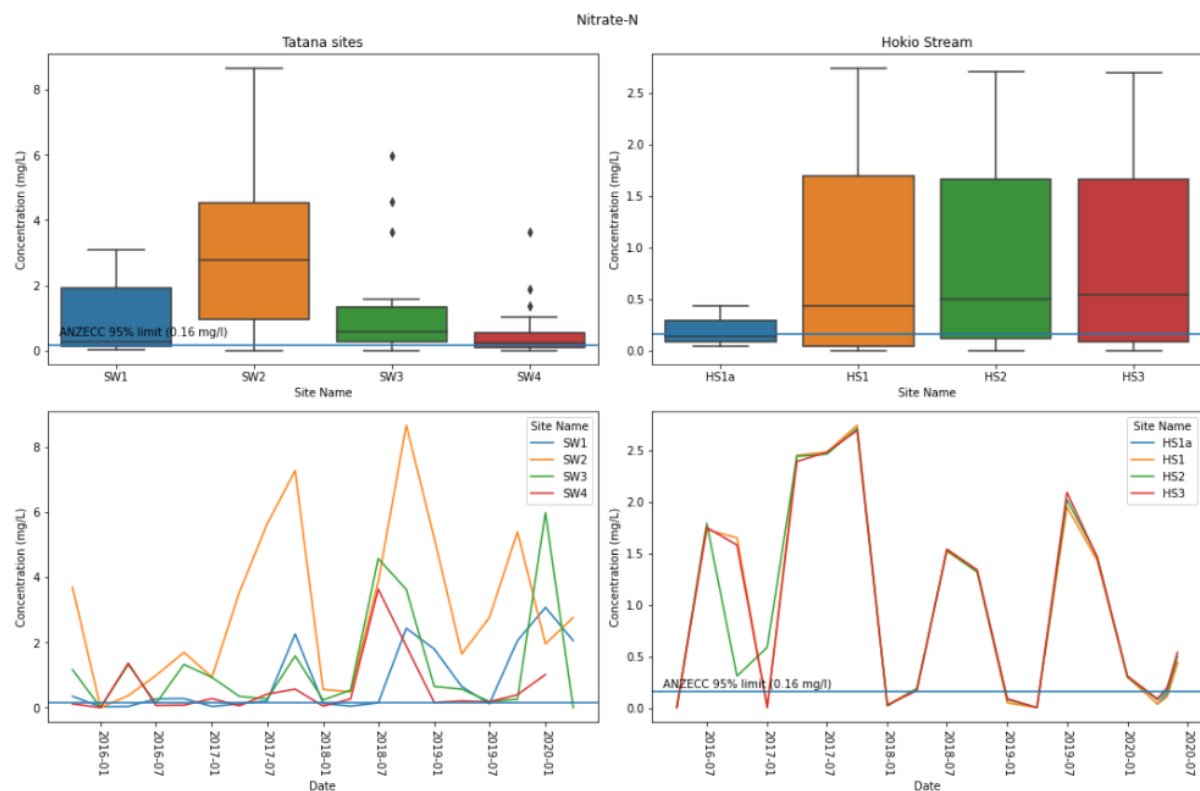 Nitrate-N
Tatana sites
Concentration (mg/L)
8
6
4
2
0
ANZECC 95% limit (0.16 mg/l)
SW1 SW2 SW3 SW4
Site Name
Hokio Stream
Concentration (mg/L)
2.5
2.0
1.5
1.0
0.5
0.0
HS1a HS1 HS2 HS3
Site Name
Concentration (mg/L)
8
6
4
2
0
Site Name
SW1
SW2
SW3
SW4
2016-01 2016-07 2017-01 2017-07 2018-01 2018-07 2019-01 2019-07 2020-01
Date
Concentration (mg/L)
2.5
2.0
1.5
1.0
0.5
0.0
Site Name
HS1a
HS1
HS2
HS3
ANZECC 95% limit (0.16 mg/l)
2016-07 2017-01 2017-07 2018-01 2018-07 2019-01 2019-07 2020-01 2020-07
Date